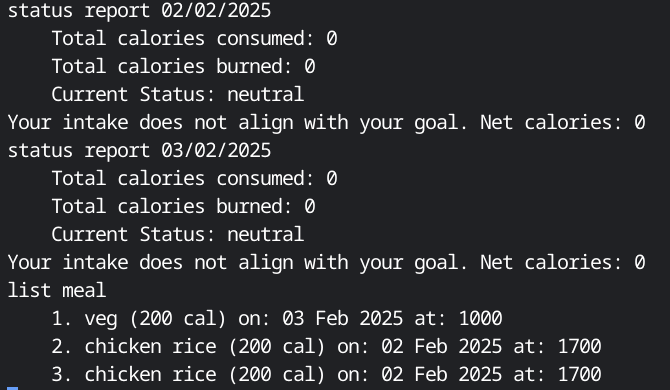 status report 02/02/2025
Total calories consumed: 0
Total calories burned: 0
Current Status: neutral
Your intake does not align with your goal. Net calories: 0
status report 03/02/2025
Total calories consumed: 0
Total calories burned: 0
Current Status: neutral
Your intake does not align with your goal. Net calories: 0
list meal
1. veg (200 cal) on: 03 Feb 2025 at: 1000
2. chicken rice (200 cal) on: 02 Feb 2025 at: 1700
3. chicken rice (200 cal) on: 02 Feb 2025 at: 1700